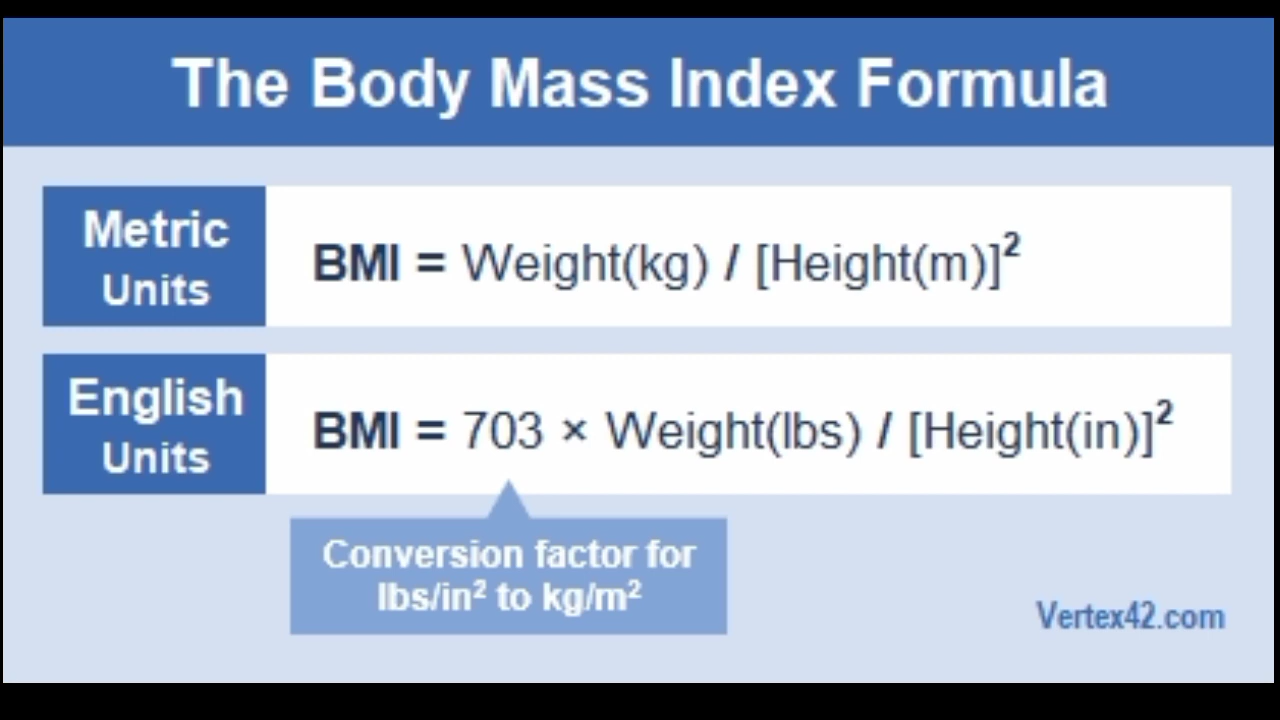 The Body Mass Index Formula
Metric
Units
BMI = Weight(kg) / [Height(m)]²
English
Units
BMI = 703 × Weight(lbs) / [Height(in)]²
Conversion factor for
lbs/in² to kg/m²
Vertex42.com